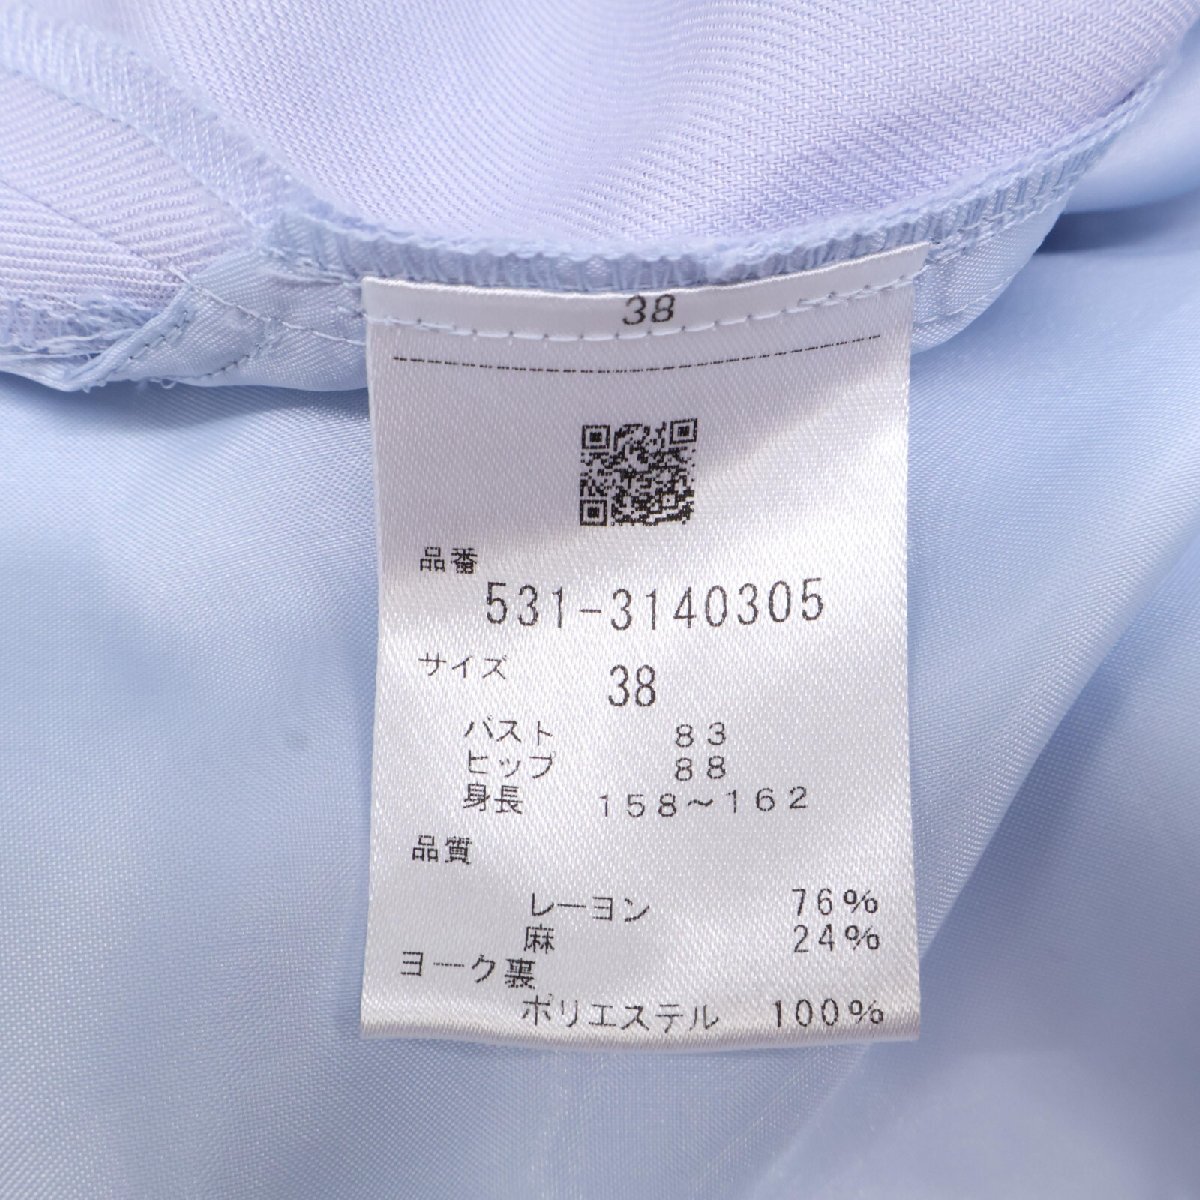 38
品番
531-3140305
サイズ 38
バスト 83
ヒップ 88
身長 158~162
品質
レーヨン 76%
麻 24%
ヨーク裏
ポリエステル 100%